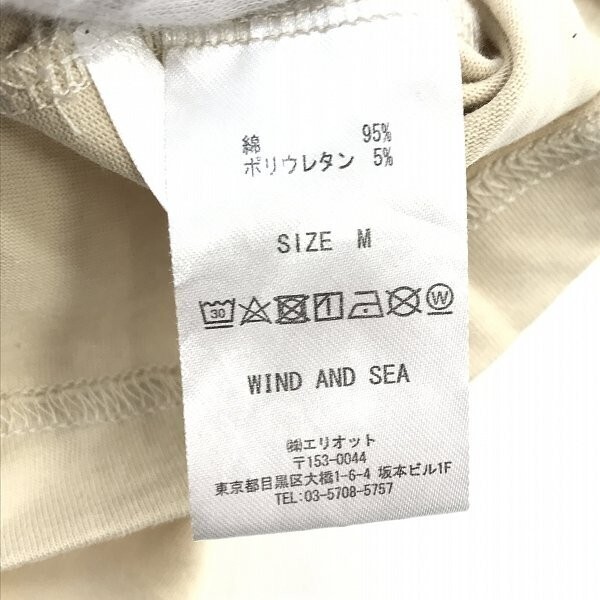 綿 95%
ポリウレタン 5%
SIZE M
30
W
WIND AND SEA
㈱エリオット
〒153-0044
東京都目黒区大橋1-6-4 坂本ビル1F
TEL:03-5708-5757